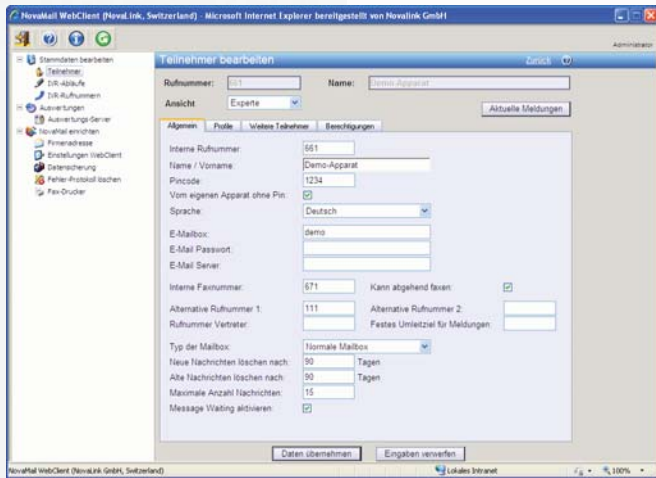 NovaMail WebClient (NovaLink, Switzerland) - Microsoft Internet Explorer bereitgestellt von Novalink GmbH
Administrator
Stammdaten bearbeiten
Teilnehmer
IVR-Abläufe
IVR-Rufnummern
Auswertungen
Auswertungs-Server
NovaMail einrichten
Firmenadresse
Einstellungen WebClient
Datensicherung
Fehler-Protokoll löschen
Fax-Drucker
Teilnehmer bearbeiten
Zurück
Rufnummer: 661 Name: Demo-Apparat
Ansicht Experte Aktuelle Meldungen
Allgemein Profile Weitere Teilnehmer Berechtigungen
Interne Rufnummer: 661
Name / Vorname: Demo-Apparat
Pincode: 1234
Vom eigenen Apparat ohne Pin:
Sprache: Deutsch
E-Mailbox: demo
E-Mail Passwort:
E-Mail Server:
Interne Faxnummer: 671 Kann abgehend faxen:
Alternative Rufnummer 1: 111 Alternative Rufnummer 2:
Rufnummer Vertreter: Festes Umleitziel für Meldungen:
Typ der Mailbox: Normale Mailbox
Neue Nachrichten löschen nach: 90 Tagen
Alte Nachrichten löschen nach: 90 Tagen
Maximale Anzahl Nachrichten: 15
Message Waiting aktivieren:
Daten übernehmen Eingaben verwerfen
NovaMail WebClient (NovaLink GmbH, Switzerland) Lokales Intranet 100%